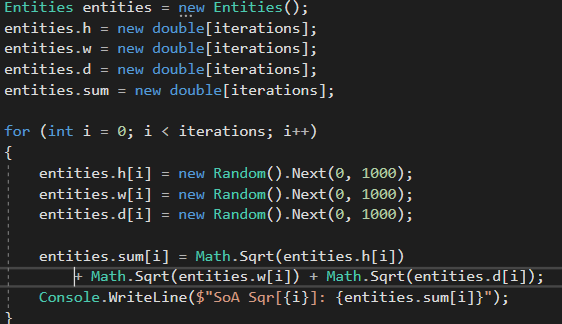 Entities entities = new Entities();
entities.h = new double[iterations];
entities.w = new double[iterations];
entities.d = new double[iterations];
entities.sum = new double[iterations];
for (int i = 0; i < iterations; i++)
{
entities.h[i] = new Random().Next(0, 1000);
entities.w[i] = new Random().Next(0, 1000);
entities.d[i] = new Random().Next(0, 1000);
entities.sum[i] = Math.Sqrt(entities.h[i])
+ Math.Sqrt(entities.w[i]) + Math.Sqrt(entities.d[i]);
Console.WriteLine($"SoA Sqr[{i}]: {entities.sum[i]}");
}